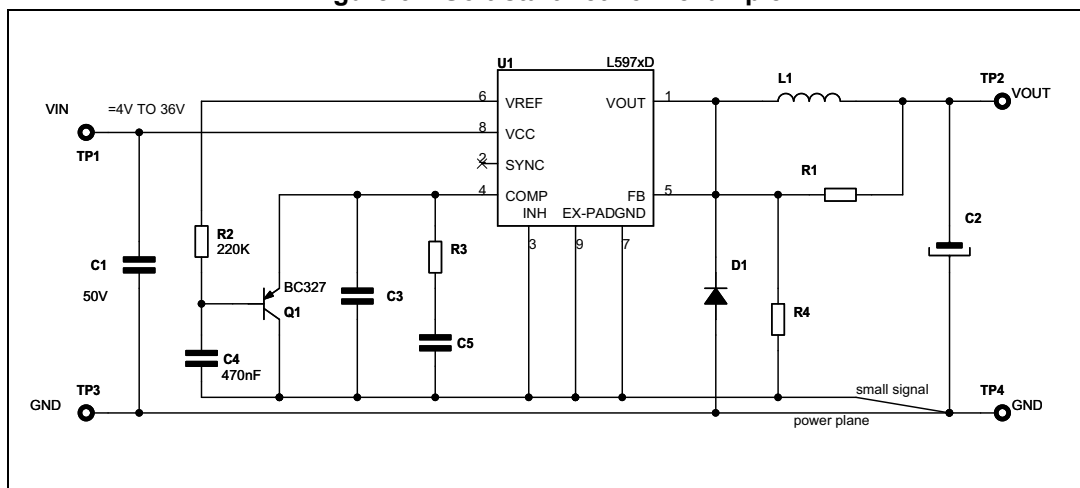 U1
L597xD
L1
TP2
VOUT
VIN
=4V TO 36V
TP1
6
VREF
VOUT
1
8
VCC
2
SYNC
R1
4
COMP
FB
5
INH
EX-PADGND
C2
3
9
7
R2
220K
R3
D1
C1
50V
BC327
Q1
C3
R4
C4
470nF
C5
TP3
GND
small signal
TP4
GND
power plane